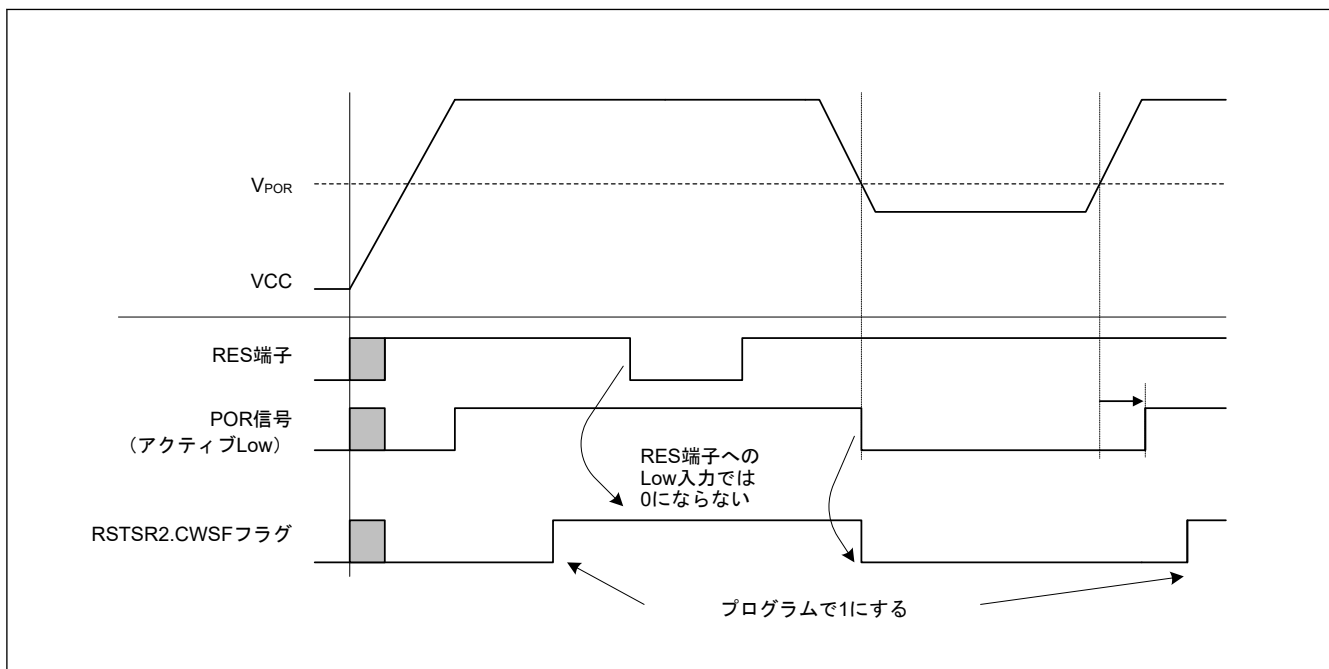 VPOR
VCC
RES端子
POR信号
(アクティブLow)
RES端子への
Low入力では
0にならない
RSTSR2.CWSFフラグ
プログラムで1にする